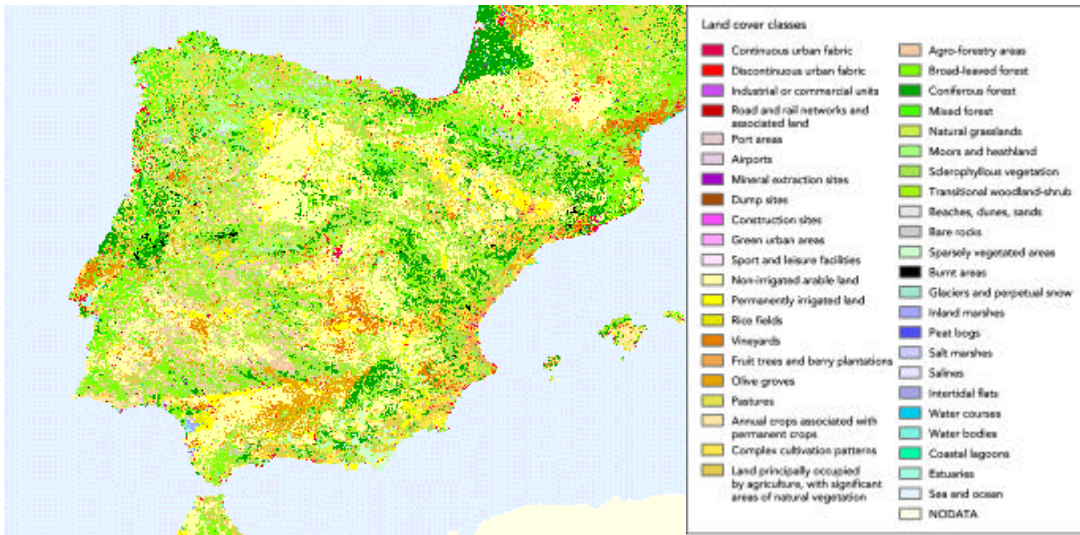 Land cover classes
Continuous urban fabric
Discontinuous urban fabric
Industrial or commercial units
Road and rail networks and
associated land
Port areas
Airports
Mineral extraction sites
Dump sites
Construction sites
Green urban areas
Sport and leisure facilities
Non-irrigated arable land
Permanently irrigated land
Rice fields
Vineyards
Fruit trees and berry plantations
Olive groves
Pastures
Annual crops associated with
permanent crops
Complex cultivation patterns
Land principally occupied
by agriculture, with significant
areas of natural vegetation
Agro-forestry areas
Broad-leaved forest
Coniferous forest
Mixed forest
Natural grasslands
Moors and heathland
Sclerophyllous vegetation
Transitional woodland-shrub
Beaches, dunes, sands
Bare rocks
Sparsely vegetated areas
Burnt areas
Glaciers and perpetual snow
Inland marshes
Peat bogs
Salt marshes
Salines
Intertidal flats
Water courses
Water bodies
Coastal lagoons
Estuaries
Sea and ocean
NODATA